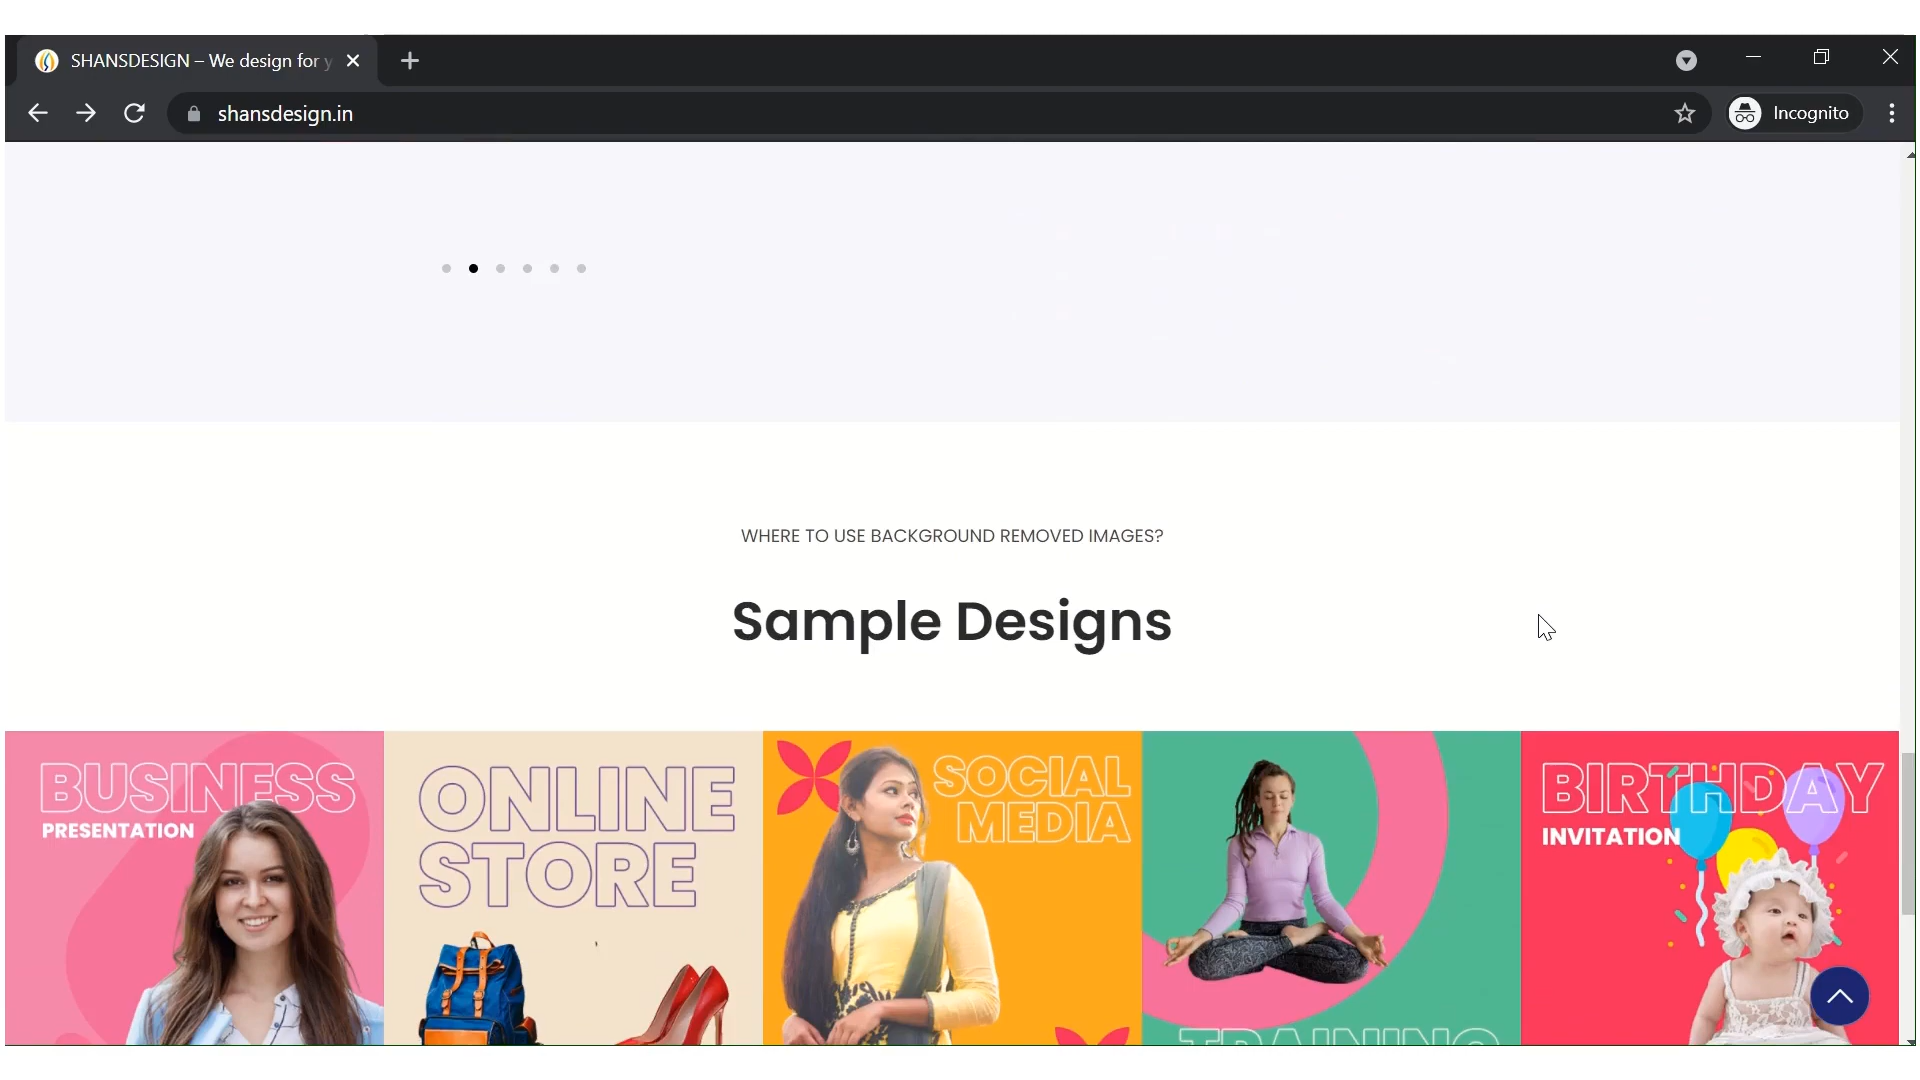 SHANSDESIGN – We design for y
shansdesign.in
Incognito
WHERE TO USE BACKGROUND REMOVED IMAGES?
Sample Designs
BUSINESS
PRESENTATION
ONLINE
STORE
SOCIAL
MEDIA
TRAINING
BIRTHDAY
INVITATION